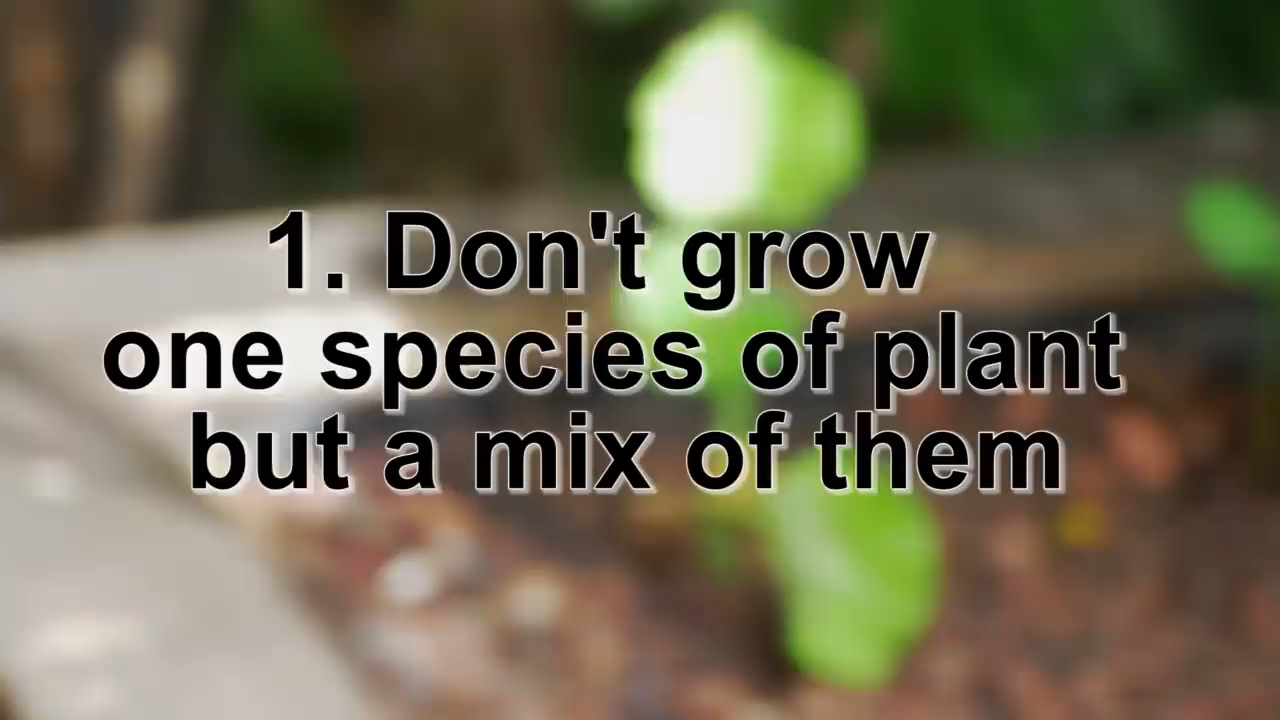 1. Don't grow
one species of plant
but a mix of them